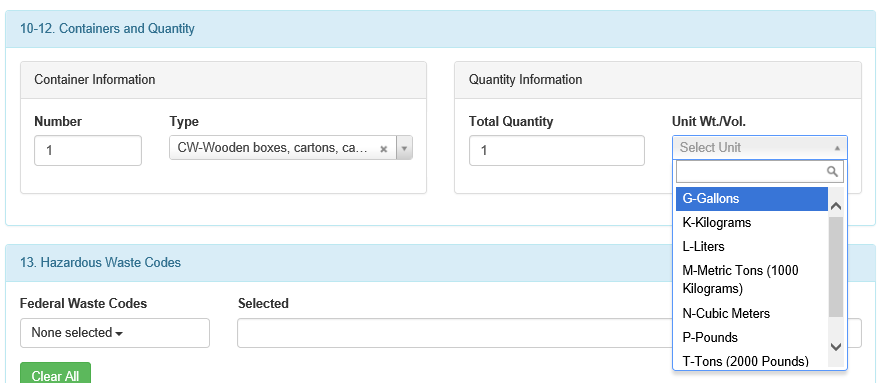 10-12. Containers and Quantity
Container Information
Number
Type
1
CW-Wooden boxes, cartons, ca...
Quantity Information
Total Quantity
Unit Wt./Vol.
1
Select Unit
G-Gallons
K-Kilograms
L-Liters
M-Metric Tons (1000
Kilograms)
N-Cubic Meters
P-Pounds
T-Tons (2000 Pounds)
13. Hazardous Waste Codes
Federal Waste Codes
Selected
None selected
Clear All